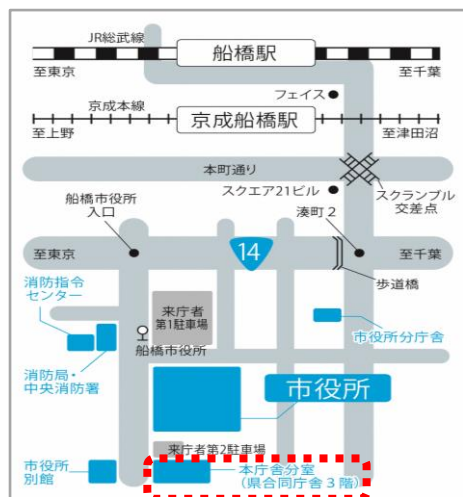 JR総武線
船橋駅
至東京
至千葉
フェイス
京成本線
京成船橋駅
至上野
至津田沼
本町通り
スクエア21ビル
スクランブル
交差点
船橋市役所
入口
湊町2
至東京
14
至千葉
歩道橋
消防指令
センター
来庁者
第1駐車場
市役所分庁舎
船橋市役所
消防局・
中央消防署
市役所
来庁者第2駐車場
市役所
別館
本庁舎分室
(県合同庁舎3階)